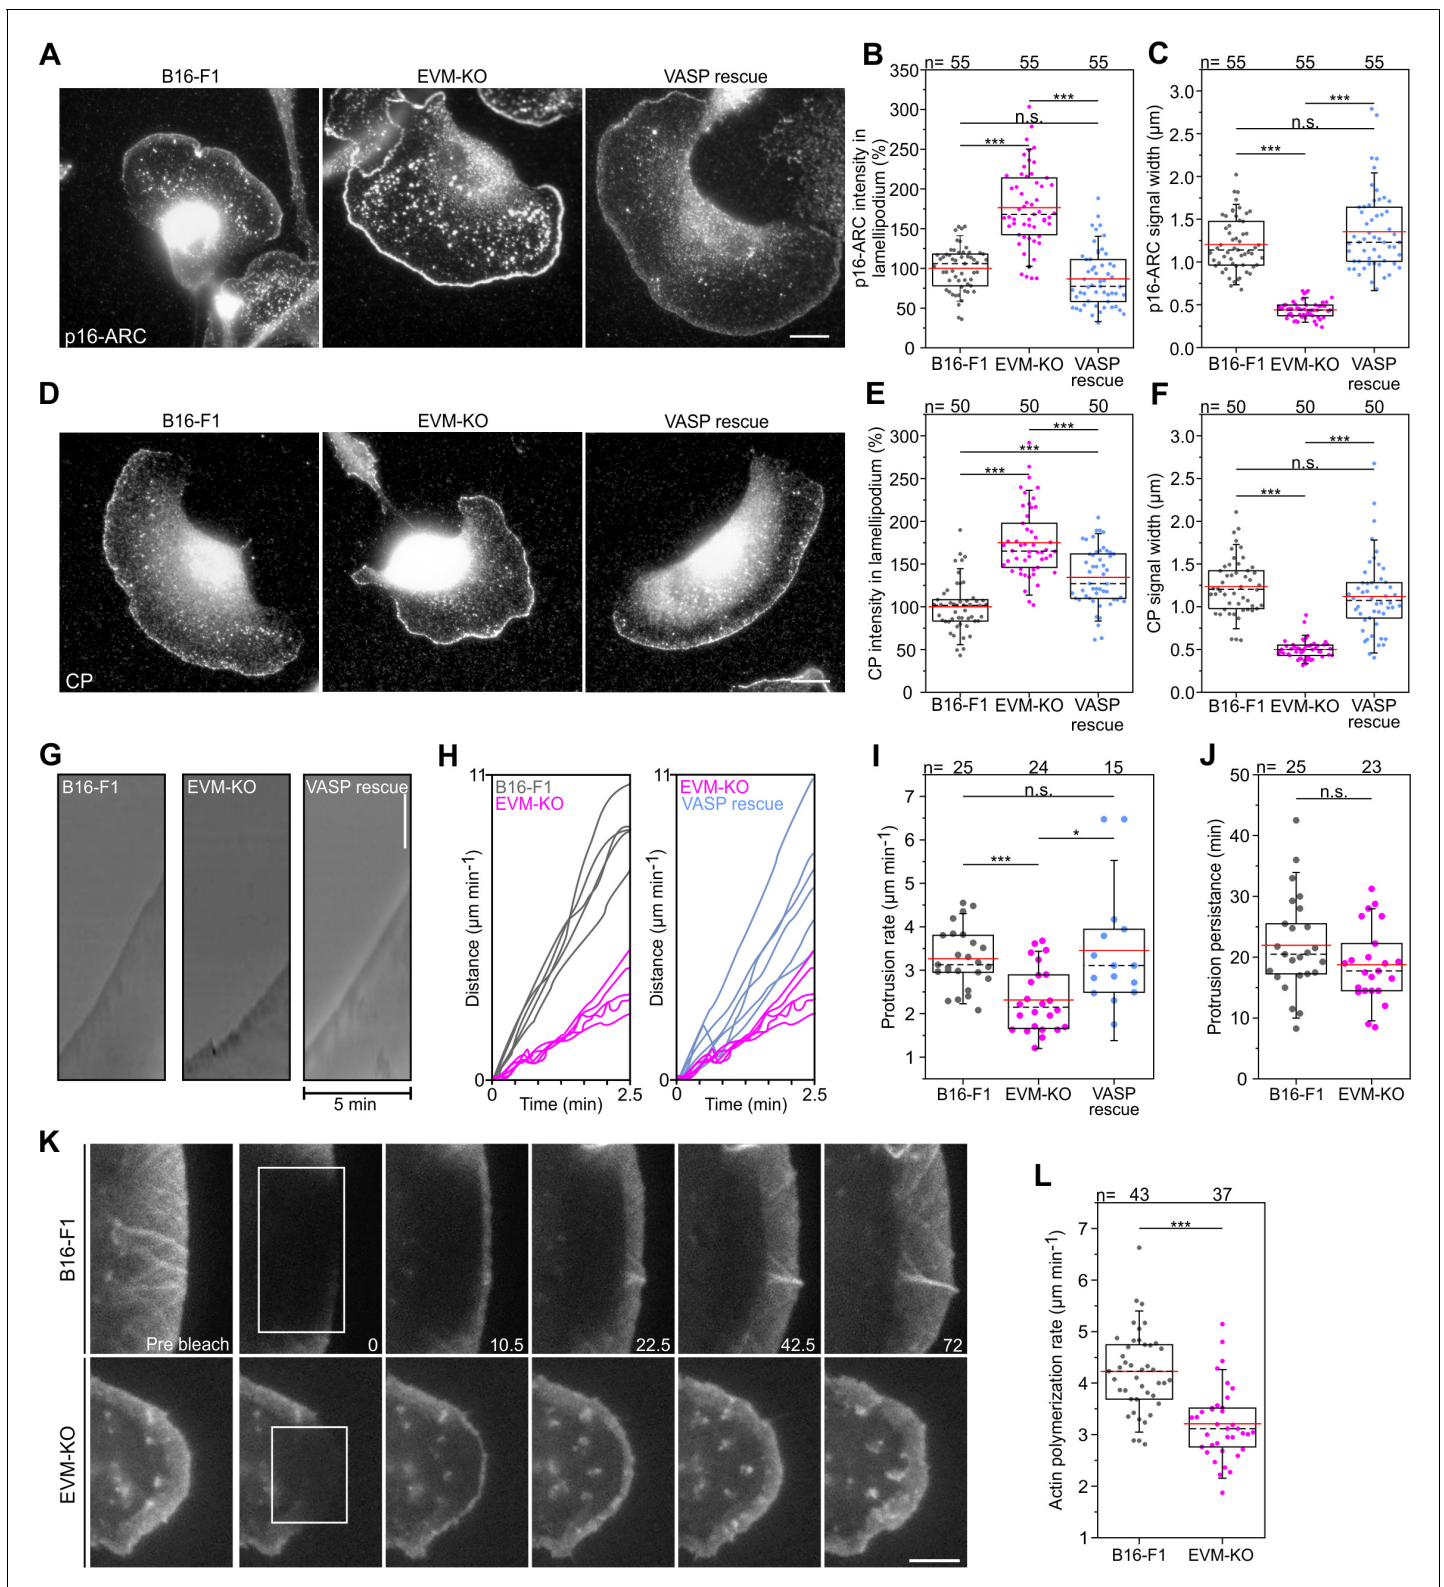 A
B16-F1
EVM-KO
VASP rescue
p16-ARC
B
n= 55 55 55
p16-ARC intensity in
lamellipodium (%)
350
300
250
200
150
100
50
0
***
n.s.
***
B16-F1 EVM-KO VASP
rescue
C
55 55 55
p16-ARC signal width (µm)
3.0
2.5
2.0
1.5
1.0
0.5
0.0
***
n.s.
***
B16-F1 EVM-KO VASP
rescue
D
B16-F1
EVM-KO
VASP rescue
CP
E
n= 50 50 50
CP intensity in lamellipodium (%)
300
250
200
150
100
50
0
***
***
***
B16-F1 EVM-KO VASP
rescue
F
n= 50 50 50
CP signal width (µm)
3.0
2.5
2.0
1.5
1.0
0.5
0.0
***
n.s.
***
B16-F1 EVM-KO VASP
rescue
G
B16-F1
EVM-KO
VASP rescue
5 min
H
11
B16-F1
EVM-KO
Distance (µm min-1)
0
0 2.5
Time (min)
11
EVM-KO
VASP rescue
Distance (µm min-1)
0
0 2.5
Time (min)
I
n= 25 24 15
Protrusion rate (µm min-1)
7
6
5
4
3
2
1
n.s.
*
***
B16-F1 EVM-KO VASP
rescue
J
n= 25 23
Protrusion persistance (min)
50
40
30
20
10
0
n.s.
B16-F1 EVM-KO
K
B16-F1
Pre bleach
0
10.5
22.5
42.5
72
EVM-KO
L
n= 43 37
Actin polymerization rate (µm min-1)
7
6
5
4
3
2
1
***
B16-F1 EVM-KO